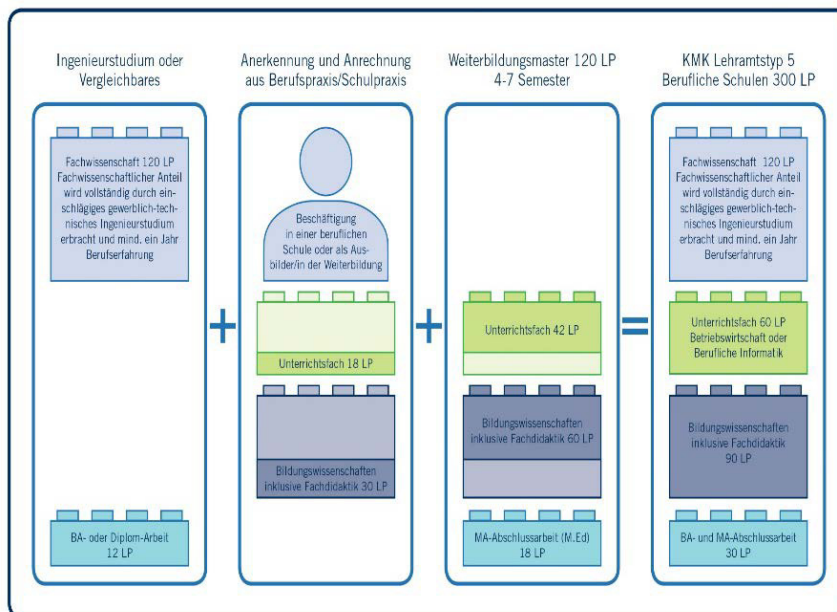 Ingenieurstudium oder
Vergleichbares
Fachwissenschaft 120 LP
Fachwissenschaftlicher Anteil
wird vollständig durch ein-
schlägiges gewerblich-tech-
nisches Ingenieurstudium
erbracht und mind. ein Jahr
Berufserfahrung
BA- oder Diplom-Arbeit
12 LP
+
Anerkennung und Anrechnung
aus Berufspraxis/Schulpraxis
Beschäftigung
in einer beruflichen
Schule oder als Aus-
bilder/in der Weiterbildung
Unterrichtsfach 18 LP
Bildungswissenschaften
inklusive Fachdidaktik 30 LP
+
Weiterbildungsmaster 120 LP
4-7 Semester
Unterrichtsfach 42 LP
Bildungswissenschaften
inklusive Fachdidaktik 60 LP
MA-Abschlussarbeit (M.Ed)
18 LP
=
KMK Lehramtstyp 5
Berufliche Schulen 300 LP
Fachwissenschaft 120 LP
Fachwissenschaftlicher Anteil
wird vollständig durch ein-
schlägiges gewerblich-tech-
nisches Ingenieurstudium
erbracht und mind. ein Jahr
Berufserfahrung
Unterrichtsfach 60 LP
Betriebswirtschaft oder
Berufliche Informatik
Bildungswissenschaften
inklusive Fachdidaktik
90 LP
BA- und MA-Abschlussarbeit
30 LP